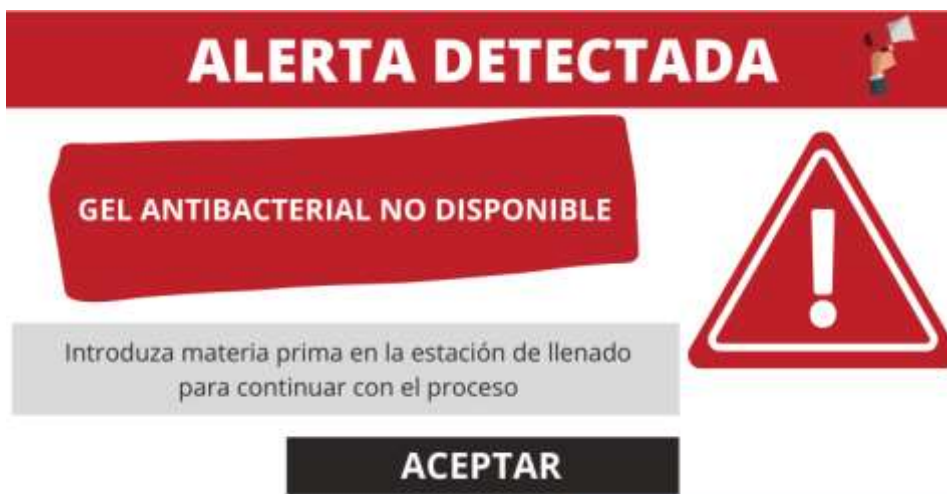 ALERTA DETECTADA
GEL ANTIBACTERIAL NO DISPONIBLE
Introduza materia prima en la estación de llenado
para continuar con el proceso
ACEPTAR